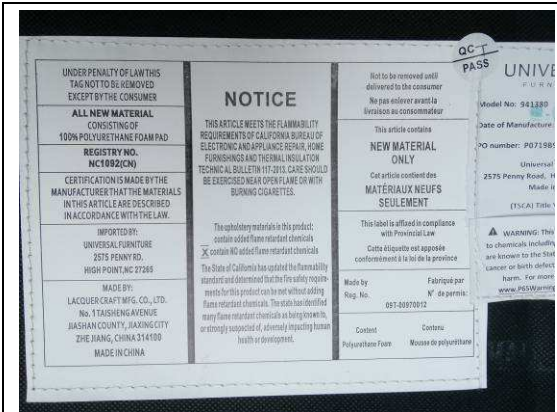 UNDER PENALTY OF LAW THIS
TAG NOT TO BE REMOVED
EXCEPT BY THE CONSUMER
ALL NEW MATERIAL
CONSISTING OF
100% POLYURETHANE FOAM PAD
REGISTRY NO.
NC1092(CN)
CERTIFICATION IS MADE BY THE
MANUFACTURER THAT THE MATERIALS
IN THIS ARTICLE ARE DESCRIBED
IN ACCORDANCE WITH THE LAW.
IMPORTED BY:
UNIVERSAL FURNITURE
2575 PENNY RD.
HIGH POINT, NC 27265
MADE BY:
LACQUER CRAFT MFG. CO., LTD.
No. 1 TAISHENG AVENUE
JIASHAN COUNTY, JIAXING CITY
ZHE JIANG, CHINA 314100
MADE IN CHINA
NOTICE
THIS ARTICLE MEETS THE FLAMMABILITY
REQUIREMENTS OF CALIFORNIA BUREAU OF
ELECTRONIC AND APPLIANCE REPAIR, HOME
FURNISHINGS AND THERMAL INSULATION
TECHNICAL BULLETIN 117-2013. CARE SHOULD
BE EXERCISED NEAR OPEN FLAME OR WITH
BURNING CIGARETTES.
The upholstery materials in this product:
contain added flame retardant chemicals
X contain NO added flame retardant chemicals
The State of California has updated the flammability
standard and determined that the fire safety require-
ments for this product can be met without adding
flame retardant chemicals. The state has identified
many flame retardant chemicals as being known to,
or strongly suspected of, adversely impacting human
health or development.
Not to be removed until
delivered to the consumer
Ne pas enlever avant la
livraison au consommateur
This article contains
NEW MATERIAL
ONLY
Cet article contient des
MATÉRIAUX NEUFS
SEULEMENT
This label is affixed in compliance
with Provincial Law
Cette étiquette est apposée
conformément à la loi de la province
Made by Fabriqué par
Reg. No. N° de permis:
09T-00970012
Content Contenu
Polyurethane Foam Mousse de polyuréthane
QC
PASS
UNIVE
FURN
Model No: 941380
Date of Manufacture
PO number: P071989
Universal
2575 Penny Road, H
Made in
(TSCA) Title V
WARNING: This
to chemicals includin
are known to the Stat
cancer or birth defect
harm. For more
www.P65Warning